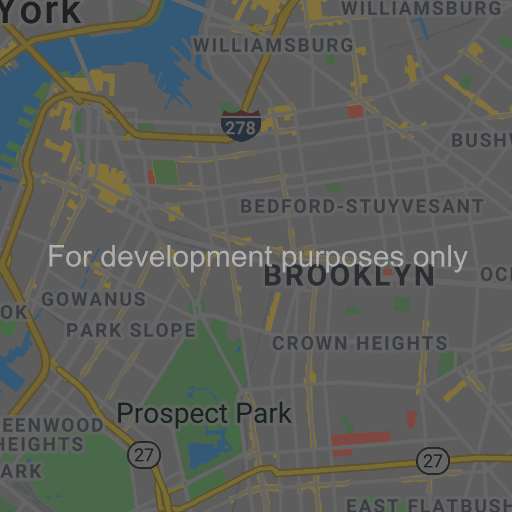 York
WILLIAMSBURG
WILLIAMSBURG
278
BUSHW
BEDFORD-STUYVESANT
For development purposes only
BROOKLYN
OC
GOWANUS
OK
PARK SLOPE
CROWN HEIGHTS
Prospect Park
EENWOOD
HEIGHTS
27
27
ARK
EAST FLATBUSH